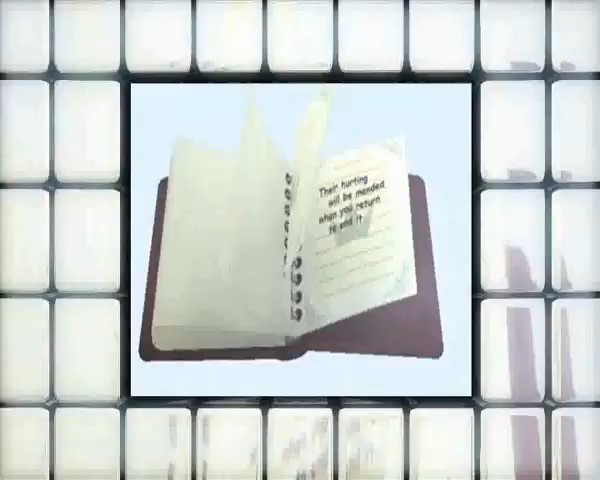 Their hurting
will be mended
when you return
to end it